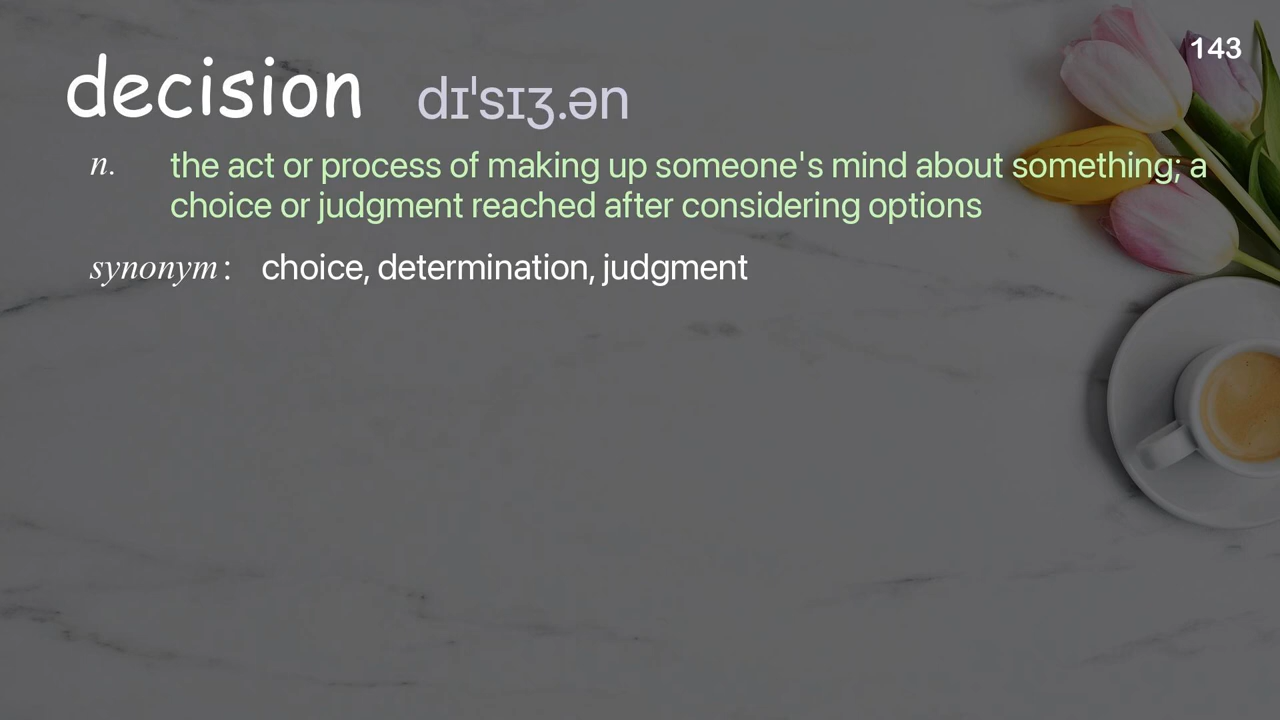 143
decision dɪˈsɪʒ.ən
n. the act or process of making up someone's mind about something; a
choice or judgment reached after considering options
synonym: choice, determination, judgment